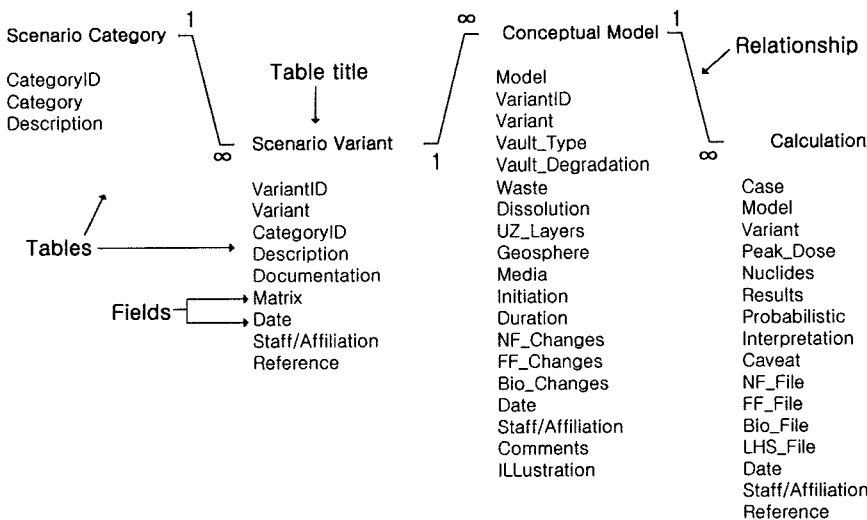 1
Scenario Category
CategoryID
Category
Description
Table title
∞
Scenario Variant
1
VariantID
Variant
CategoryID
Description
Documentation
Matrix
Date
Staff/Affiliation
Reference
Tables
Fields
∞
Conceptual Model
1
Model
VariantID
Variant
Vault_Type
Vault_Degradation
Waste
Dissolution
UZ_Layers
Geosphere
Media
Initiation
Duration
NF_Changes
FF_Changes
Bio_Changes
Date
Staff/Affiliation
Comments
ILLustration
Relationship
∞
Calculation
Case
Model
Variant
Peak_Dose
Nuclides
Results
Probabilistic
Interpretation
Caveat
NF_File
FF_File
Bio_File
LHS_File
Date
Staff/Affiliation
Reference